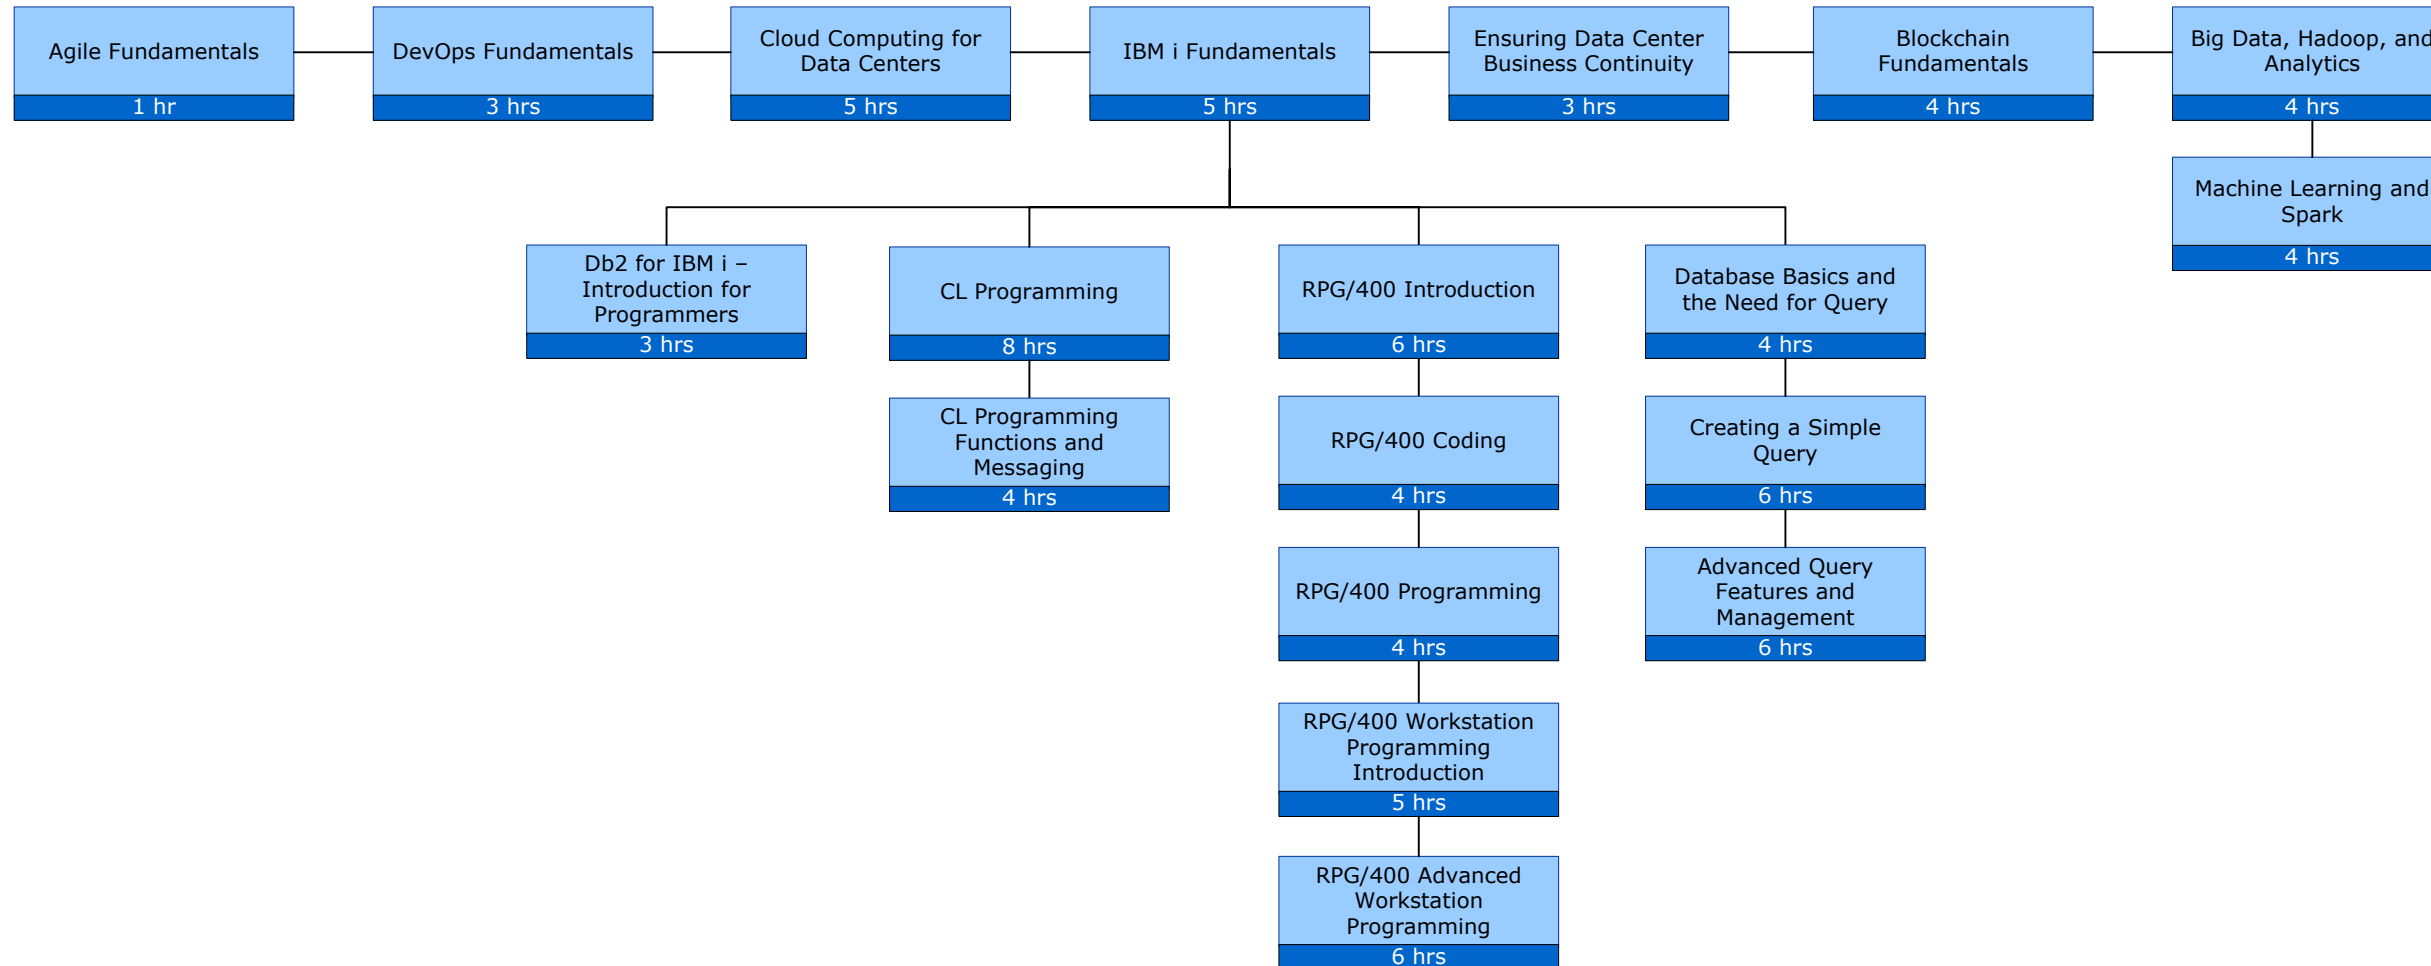 Agile Fundamentals
1 hr
DevOps Fundamentals
3 hrs
Cloud Computing for
Data Centers
5 hrs
IBM i Fundamentals
5 hrs
Ensuring Data Center
Business Continuity
3 hrs
Blockchain
Fundamentals
4 hrs
Big Data, Hadoop, and
Analytics
4 hrs
Machine Learning and
Spark
4 hrs
Db2 for IBM i –
Introduction for
Programmers
3 hrs
CL Programming
8 hrs
CL Programming
Functions and
Messaging
4 hrs
RPG/400 Introduction
6 hrs
RPG/400 Coding
4 hrs
RPG/400 Programming
4 hrs
RPG/400 Workstation
Programming
Introduction
5 hrs
RPG/400 Advanced
Workstation
Programming
6 hrs
Database Basics and
the Need for Query
4 hrs
Creating a Simple
Query
6 hrs
Advanced Query
Features and
Management
6 hrs